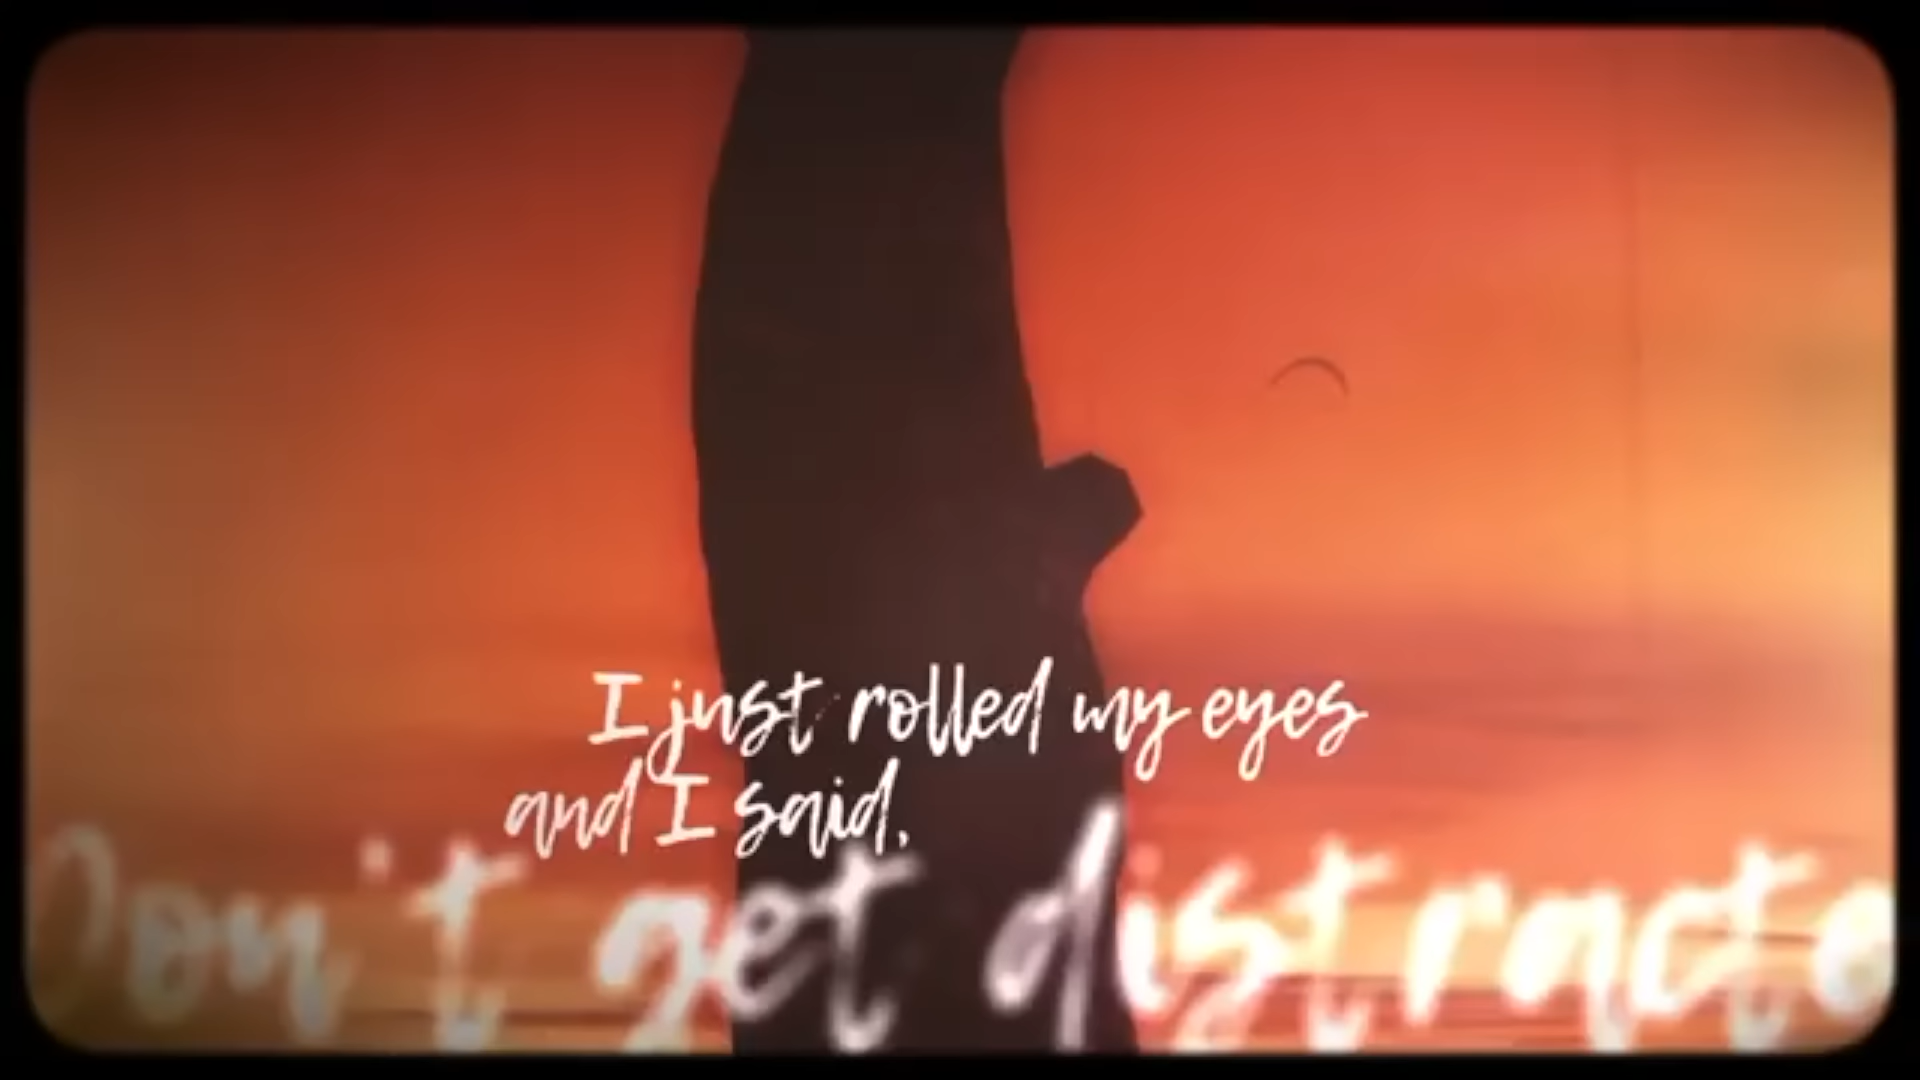 I just rolled my eyes
and I said,
Don't get distracte